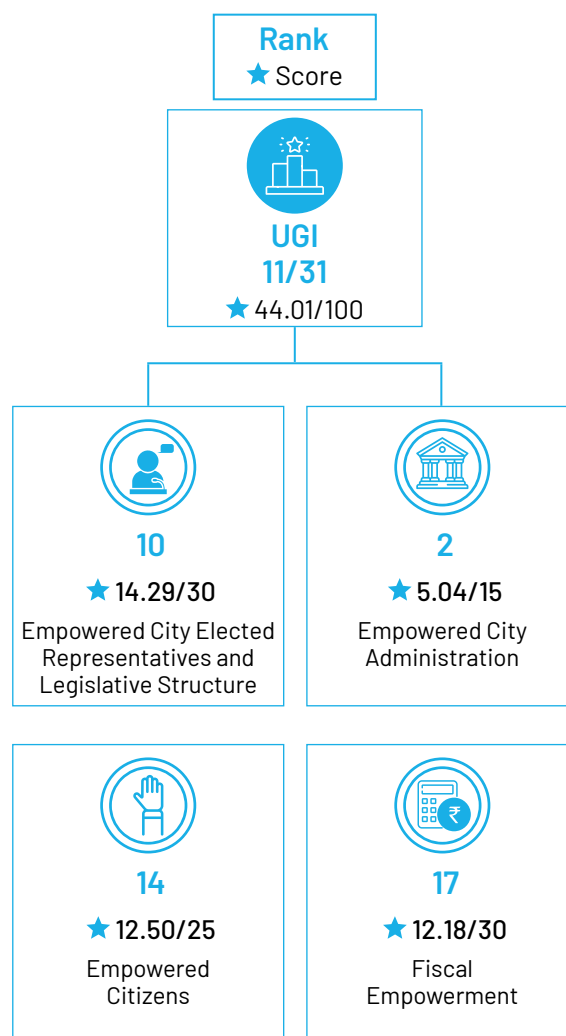 Rank
★ Score
UGI
11/31
★ 44.01/100
10
★ 14.29/30
Empowered City Elected
Representatives and
Legislative Structure
2
★ 5.04/15
Empowered City
Administration
14
★ 12.50/25
Empowered
Citizens
₹
17
★ 12.18/30
Fiscal
Empowerment